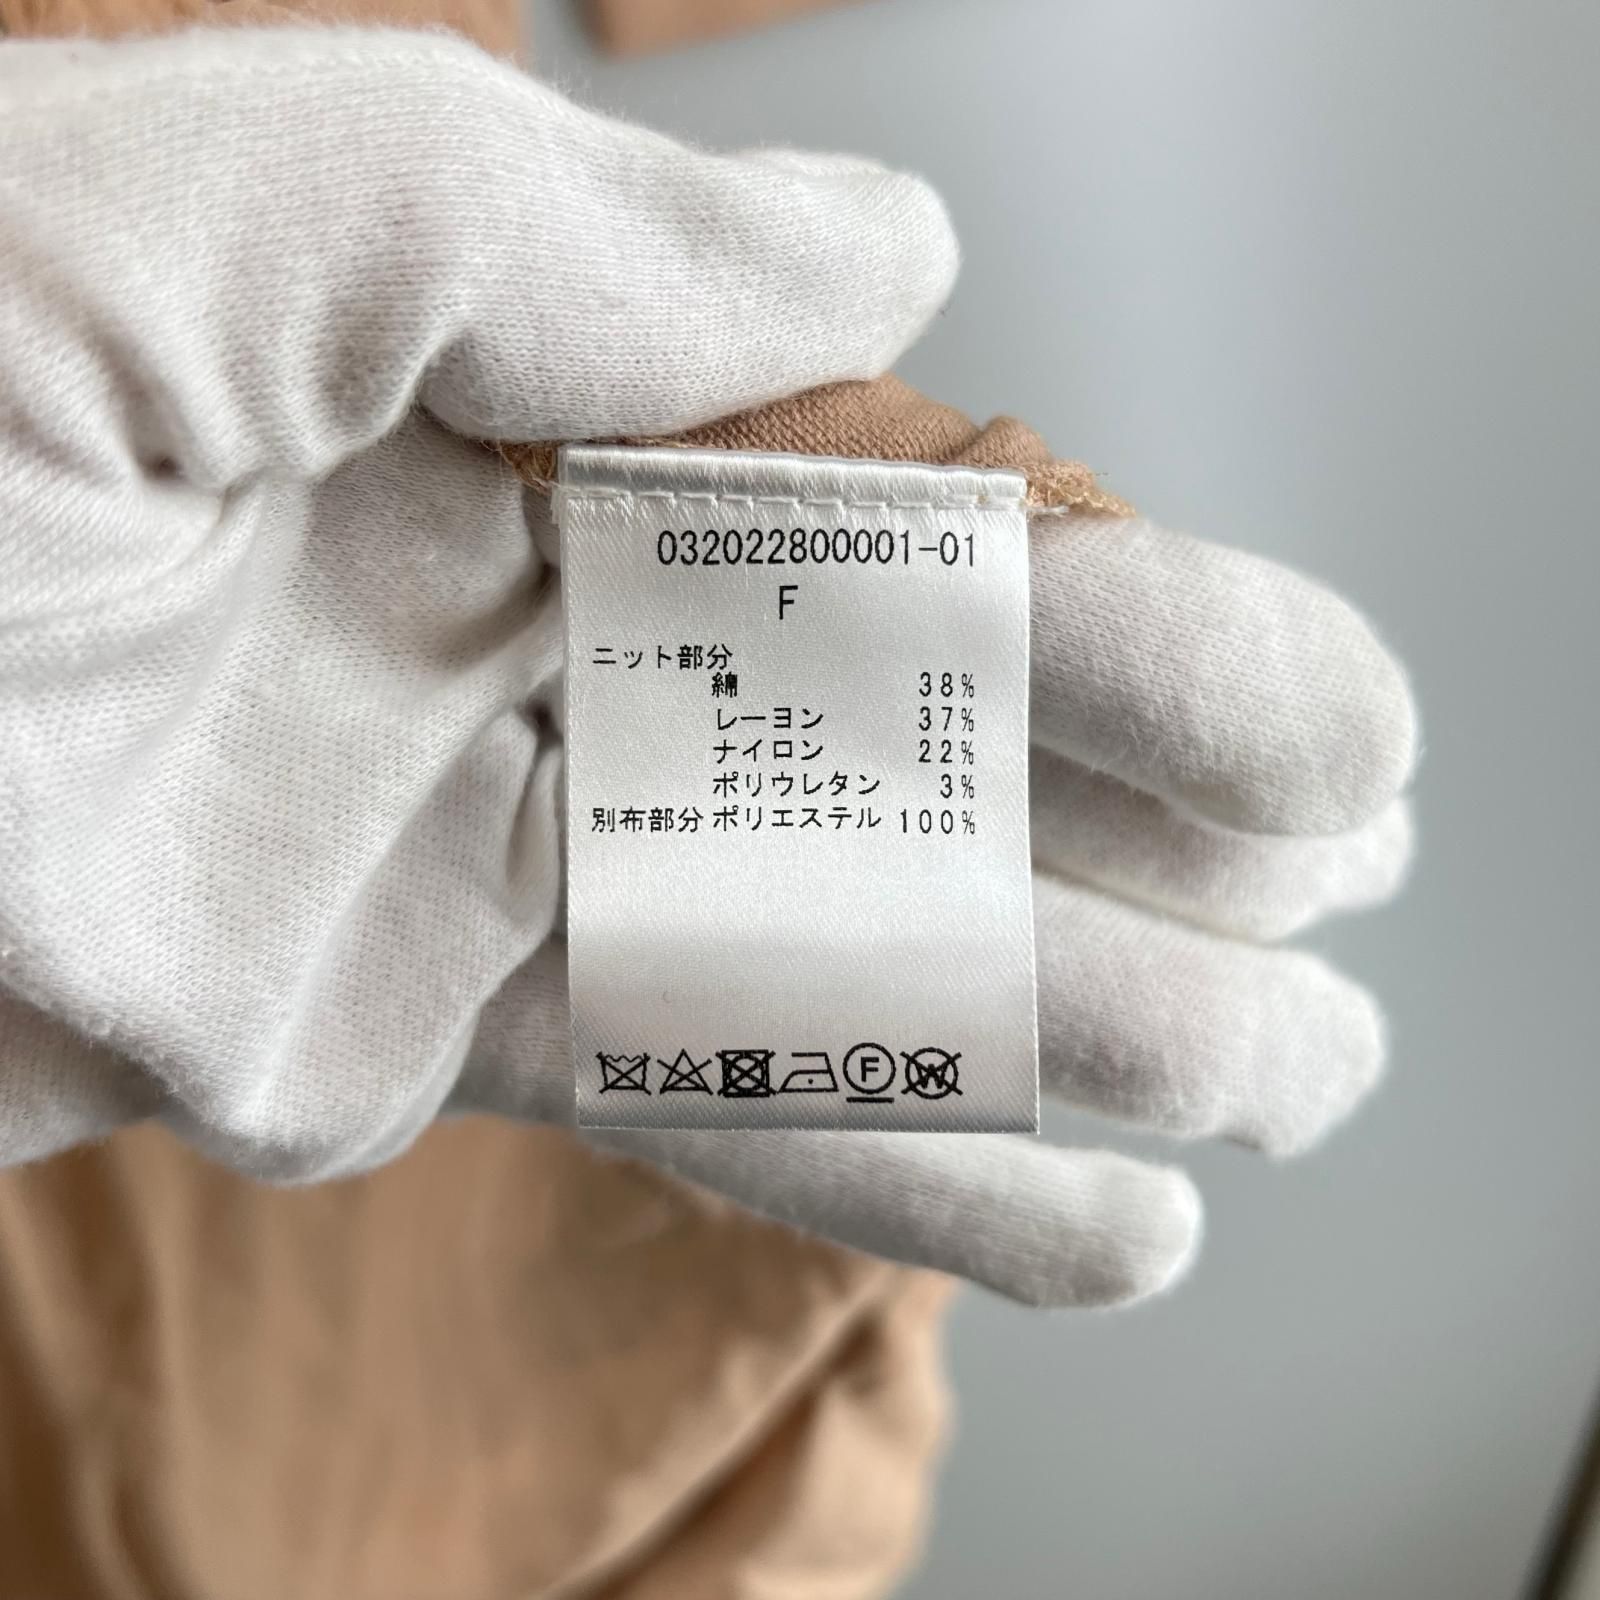 032022800001-01
F
ニット部分
綿 38%
レーヨン 37%
ナイロン 22%
ポリウレタン 3%
別布部分 ポリエステル 100%
F W